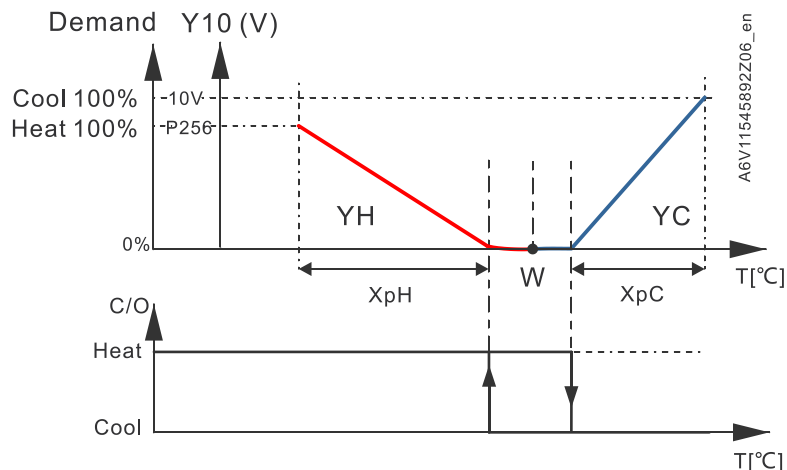 Demand Y10 (V)
Cool 100% 10V
Heat 100% P256
YH
YC
0%
W
T[℃]
XpH
XpC
C/O
Heat
Cool
T[℃]
A6V11545892Z06_en